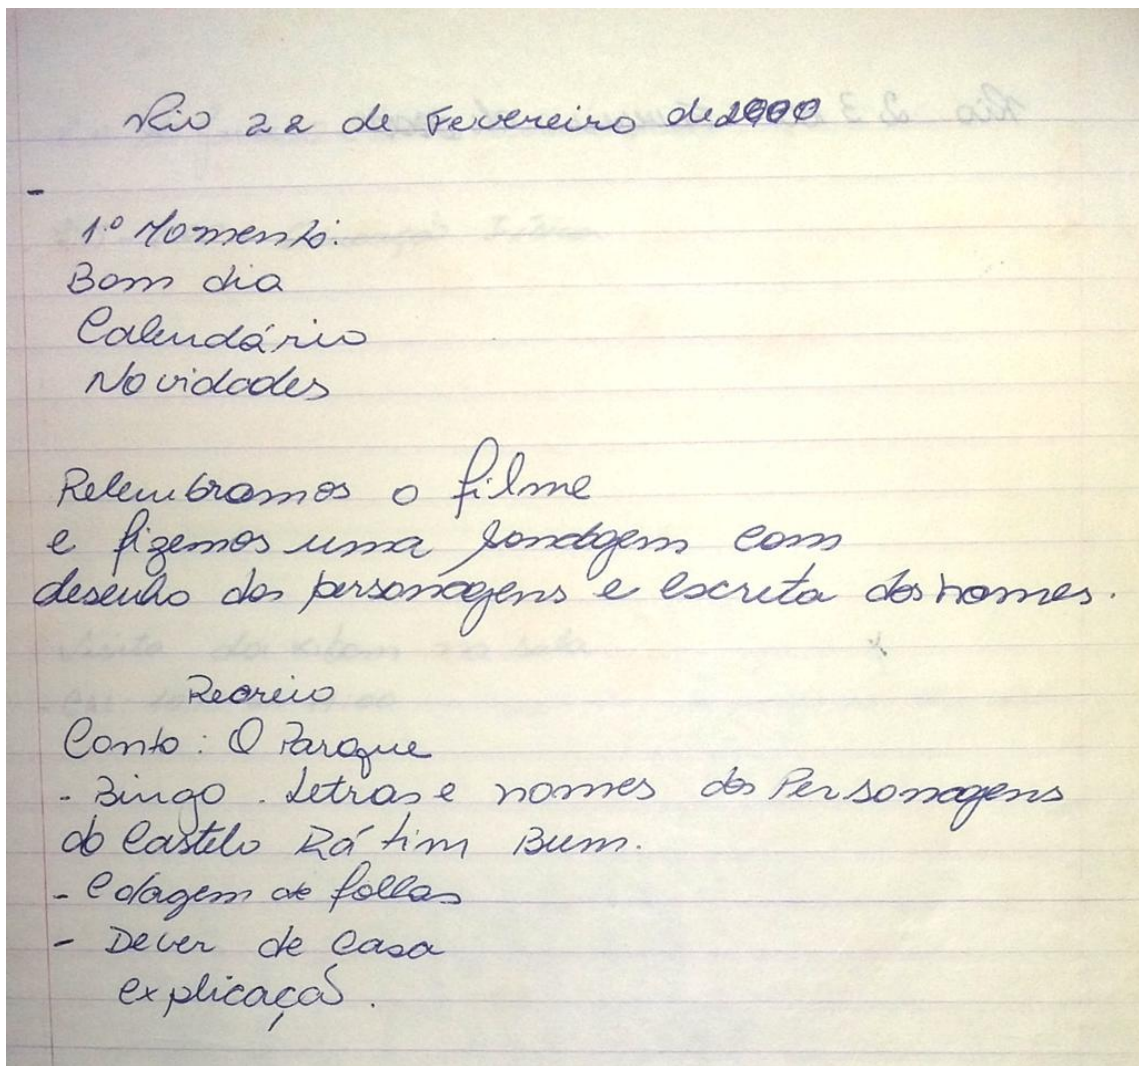 Rio 22 de Fevereiro de 2000
-
1º Momento:
Bom dia
Calendário
Novidades
Relembramos o filme
e fizemos uma sondagem com
desenho dos personagens e escrita dos nomes.
Recreio
Conto: O Parque
- Bingo. Letras e nomes dos Personagens
do Castelo Rá tim Bum.
- Colagem de folhas
- Dever de Casa
explicação.